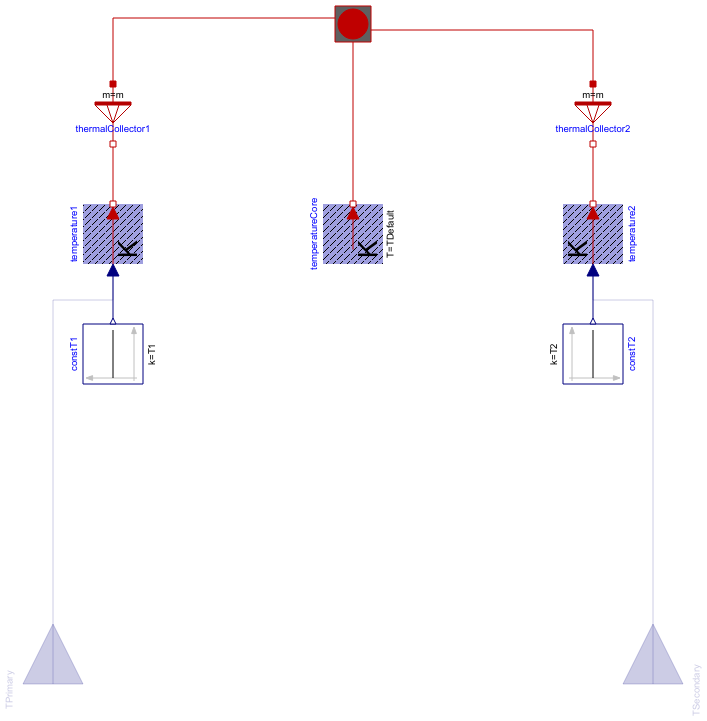 m=m
thermalCollector1
m=m
thermalCollector2
temperature1
K
temperatureCore
K
T=TDefault
K
temperature2
constT1
k=T1
k=T2
constT2
TPrimary
TSecondary